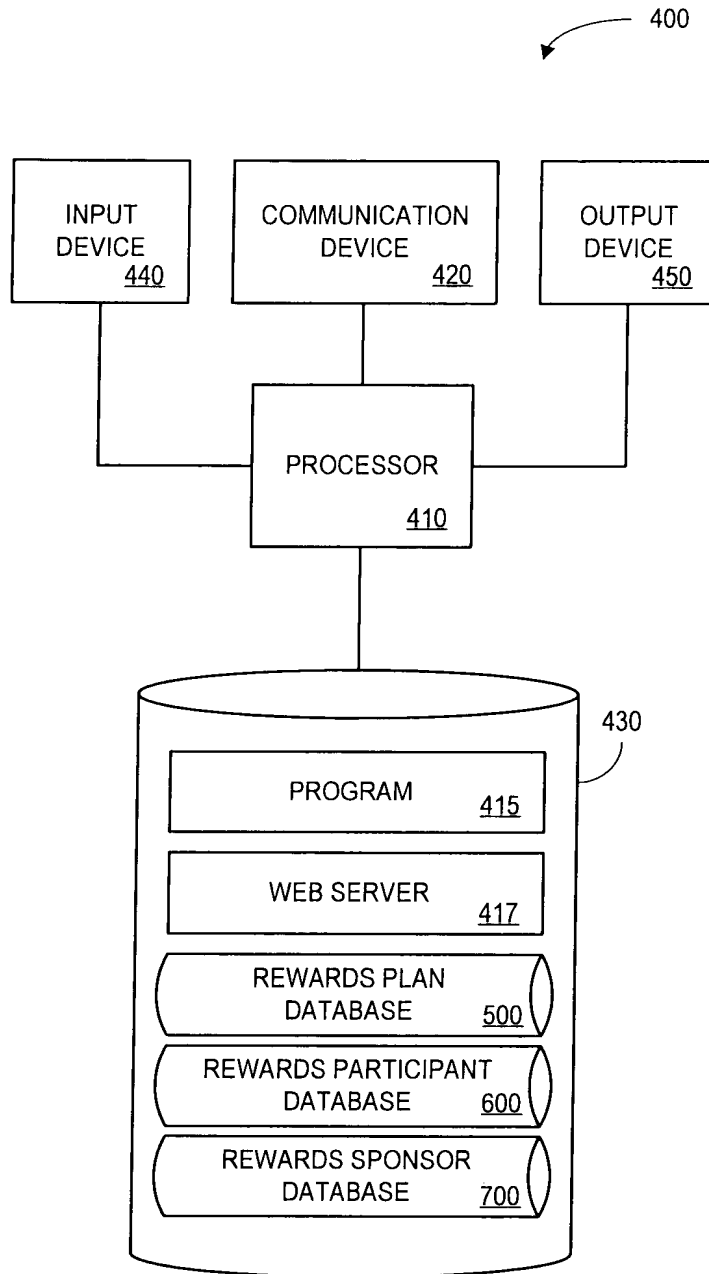 400
INPUT
DEVICE
440
COMMUNICATION
DEVICE
420
OUTPUT
DEVICE
450
PROCESSOR
410
430
PROGRAM
415
WEB SERVER
417
REWARDS PLAN
DATABASE
500
REWARDS PARTICIPANT
DATABASE
600
REWARDS SPONSOR
DATABASE
700